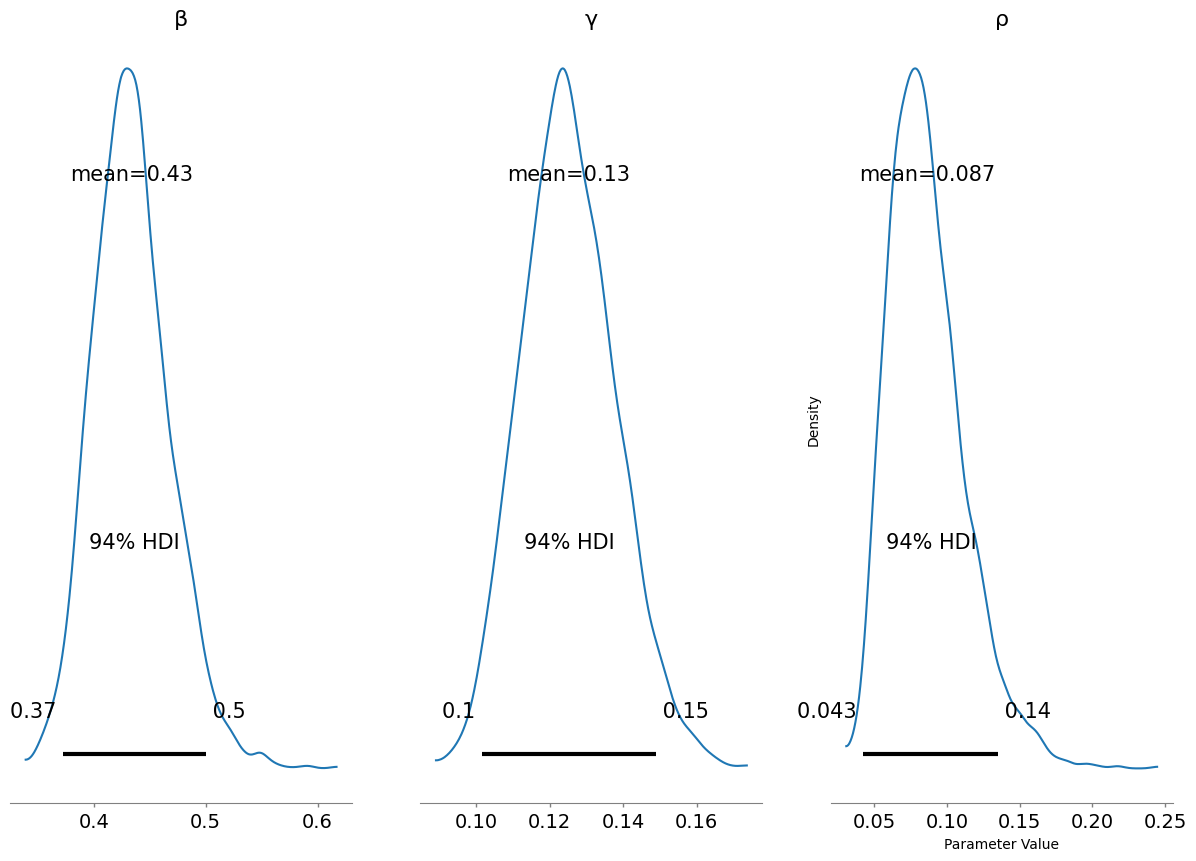 β
mean=0.43
94% HDI
0.37
0.5
0.4
0.5
0.6
γ
mean=0.13
94% HDI
0.1
0.15
0.10
0.12
0.14
0.16
ρ
mean=0.087
Density
94% HDI
0.043
0.14
0.05
0.10
0.15
0.20
0.25
Parameter Value